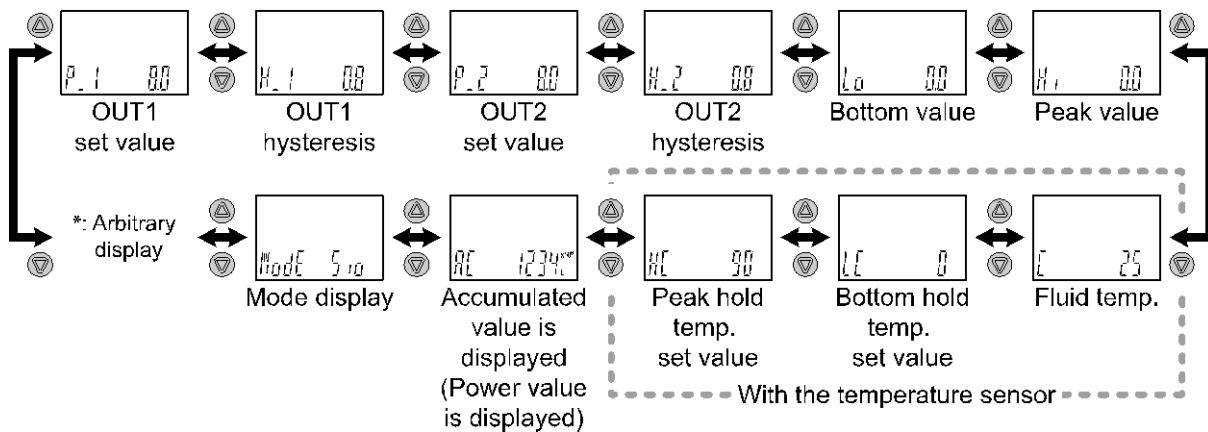 P_1 8.0
H_1 0.8
P_2 8.0
H_2 0.8
Lo 0.0
Hi 0.0
OUT1
set value
OUT1
hysteresis
OUT2
set value
OUT2
hysteresis
Bottom value
Peak value
*: Arbitrary
display
ModE Sio
AC 1234
HC 90
LC 0
C 25
Mode display
Accumulated
value is
displayed
(Power value
is displayed)
Peak hold
temp.
set value
Bottom hold
temp.
set value
Fluid temp.
With the temperature sensor